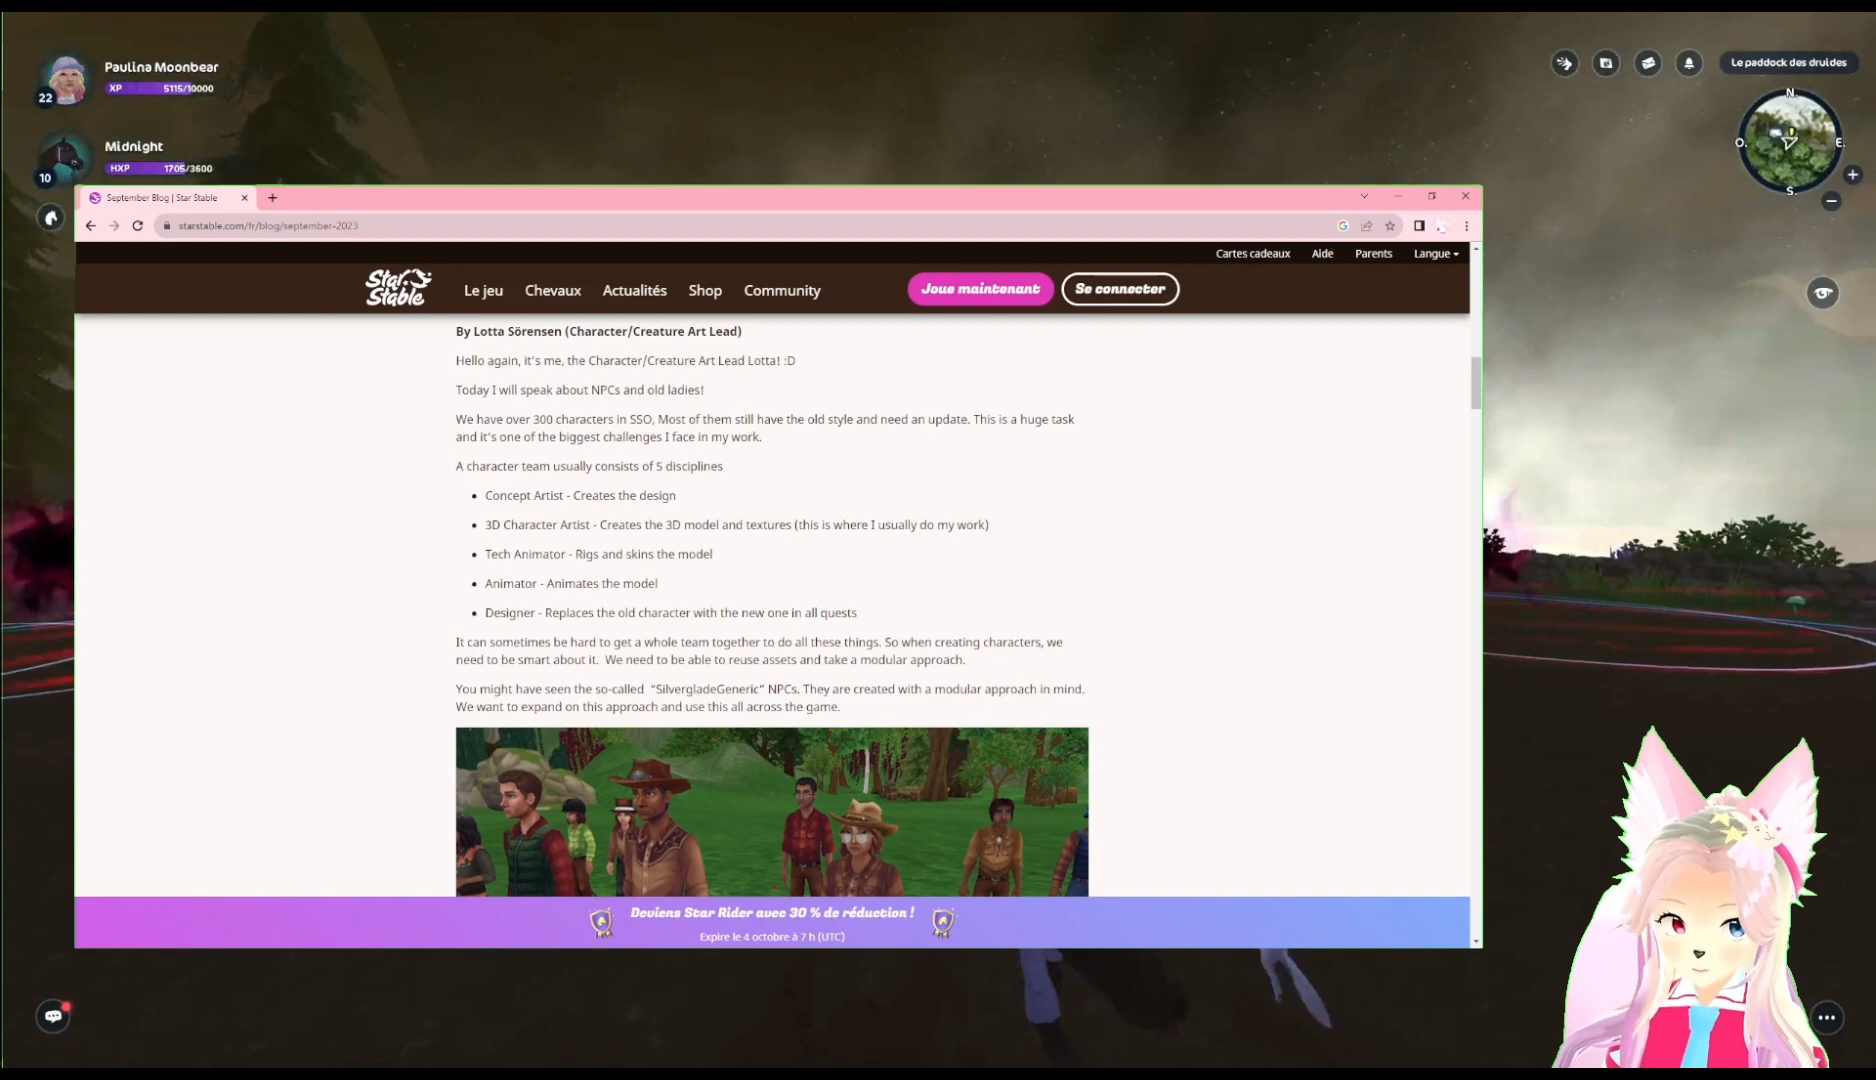 Paulina Moonbear
XP 5115/10000
22
Midnight
HXP 1705/3600
10
Le paddock des druides
N.
O.
E.
S.
September Blog | Star Stable
starstable.com/fr/blog/september-2023
Cartes cadeaux Aide Parents Langue
Star Stable
Le jeu Chevaux Actualités Shop Community
Joue maintenant Se connecter
By Lotta Sörensen (Character/Creature Art Lead)
Hello again, it's me, the Character/Creature Art Lead Lotta! :D
Today I will speak about NPCs and old ladies!
We have over 300 characters in SSO, Most of them still have the old style and need an update. This is a huge task
and it's one of the biggest challenges I face in my work.
A character team usually consists of 5 disciplines
• Concept Artist - Creates the design
• 3D Character Artist - Creates the 3D model and textures (this is where I usually do my work)
• Tech Animator - Rigs and skins the model
• Animator - Animates the model
• Designer - Replaces the old character with the new one in all quests
It can sometimes be hard to get a whole team together to do all these things. So when creating characters, we
need to be smart about it. We need to be able to reuse assets and take a modular approach.
You might have seen the so-called "SilvergladeGeneric" NPCs. They are created with a modular approach in mind.
We want to expand on this approach and use this all across the game.
Deviens Star Rider avec 30 % de réduction !
Expire le 4 octobre à 7 h (UTC)